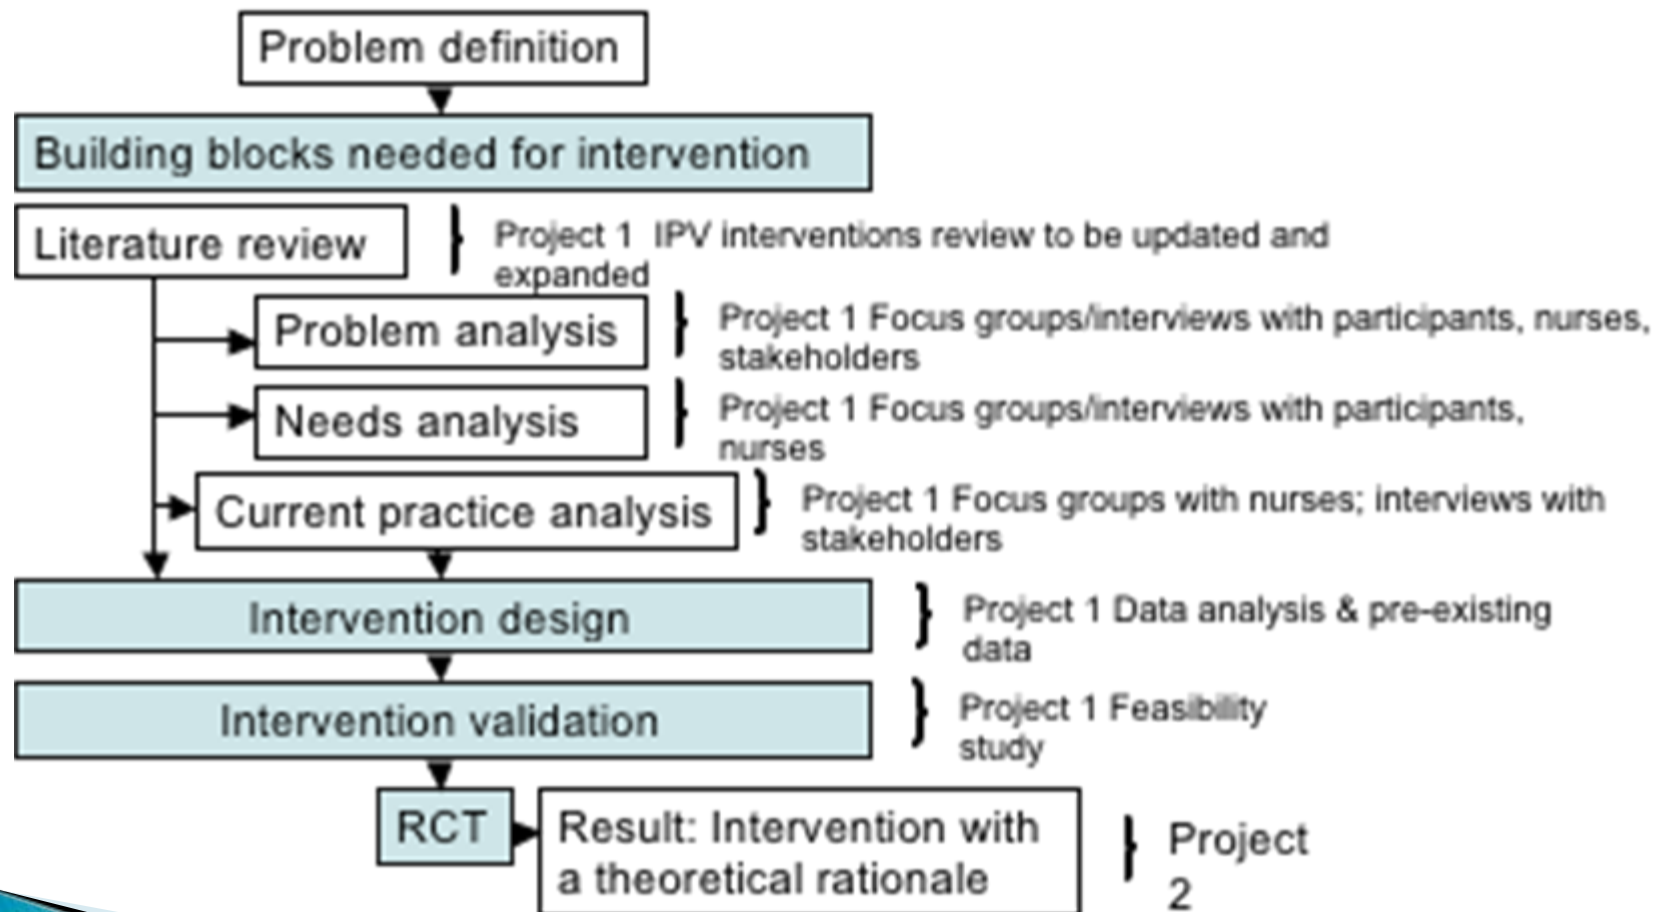 Problem definition
Building blocks needed for intervention
Literature review
Project 1 IPV interventions review to be updated and
expanded
Problem analysis
Project 1 Focus groups/interviews with participants, nurses,
stakeholders
Needs analysis
Project 1 Focus groups/interviews with participants,
nurses
Current practice analysis
Project 1 Focus groups with nurses; interviews with
stakeholders
Intervention design
Project 1 Data analysis & pre-existing
data
Intervention validation
Project 1 Feasibility
study
RCT
Result: Intervention with
a theoretical rationale
Project
2